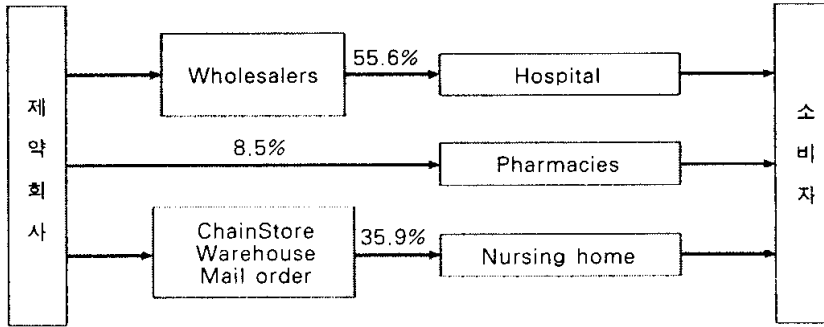 제약회사
Wholesalers
55.6%
Hospital
8.5%
Pharmacies
ChainStore
Warehouse
Mail order
35.9%
Nursing home
소비자